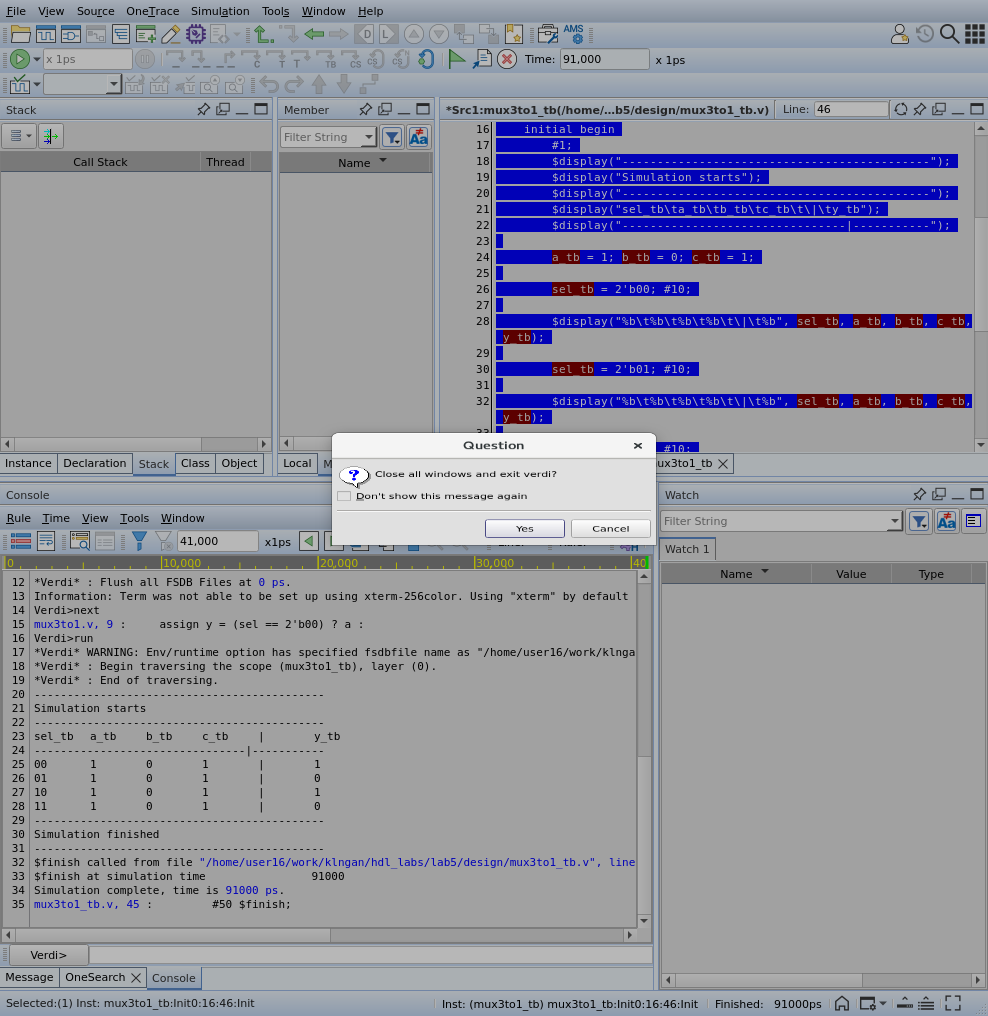 File View Source OneTrace Simulation Tools Window Help
AMS
x 1ps Time: 91,000 x 1ps
Stack
Call Stack Thread
Instance Declaration Stack Class Object
Member
Filter String
Name
Local
*Src1:mux3to1_tb(/home/...b5/design/mux3to1_tb.v) Line: 46
16 initial begin
17 #1;
18 $display("--------------------------------------------");
19 $display("Simulation starts");
20 $display("--------------------------------------------");
21 $display("sel_tb\ta_tb\tb_tb\tc_tb\t\|\ty_tb");
22 $display("--------------------------------|-----------");
23
24 a_tb = 1; b_tb = 0; c_tb = 1;
25
26 sel_tb = 2'b00; #10;
27
28 $display("%b\t%b\t%b\t%b\t\|\t%b", sel_tb, a_tb, b_tb, c_tb,
y_tb);
29
30 sel_tb = 2'b01; #10;
31
32 $display("%b\t%b\t%b\t%b\t\|\t%b", sel_tb, a_tb, b_tb, c_tb,
y_tb);
#10;
ux3to1_tb
Question
Close all windows and exit verdi?
Don't show this message again
Yes Cancel
Console
Rule Time View Tools Window
41,000 x1ps
0 10,000 20,000 30,000 40
12 *Verdi* : Flush all FSDB Files at 0 ps.
13 Information: Term was not able to be set up using xterm-256color. Using "xterm" by default
14 Verdi>next
15 mux3to1.v, 9 : assign y = (sel == 2'b00) ? a :
16 Verdi>run
17 *Verdi* WARNING: Env/runtime option has specified fsdbfile name as "/home/user16/work/klnga
18 *Verdi* : Begin traversing the scope (mux3to1_tb), layer (0).
19 *Verdi* : End of traversing.
20 -------------------------------------------
21 Simulation starts
22 -------------------------------------------
23 sel_tb a_tb b_tb c_tb | y_tb
24 -------------------------------|-----------
25 00 1 0 1 | 1
26 01 1 0 1 | 0
27 10 1 0 1 | 1
28 11 1 0 1 | 0
29 -------------------------------------------
30 Simulation finished
31 -------------------------------------------
32 $finish called from file "/home/user16/work/klngan/hdl_labs/lab5/design/mux3to1_tb.v", line
33 $finish at simulation time 91000
34 Simulation complete, time is 91000 ps.
35 mux3to1_tb.v, 45 : #50 $finish;
Verdi>
Message OneSearch Console
Watch
Filter String
Watch 1
Name Value Type
Selected:(1) Inst: mux3to1_tb:Init0:16:46:Init Inst: (mux3to1_tb) mux3to1_tb:Init0:16:46:Init Finished: 91000ps